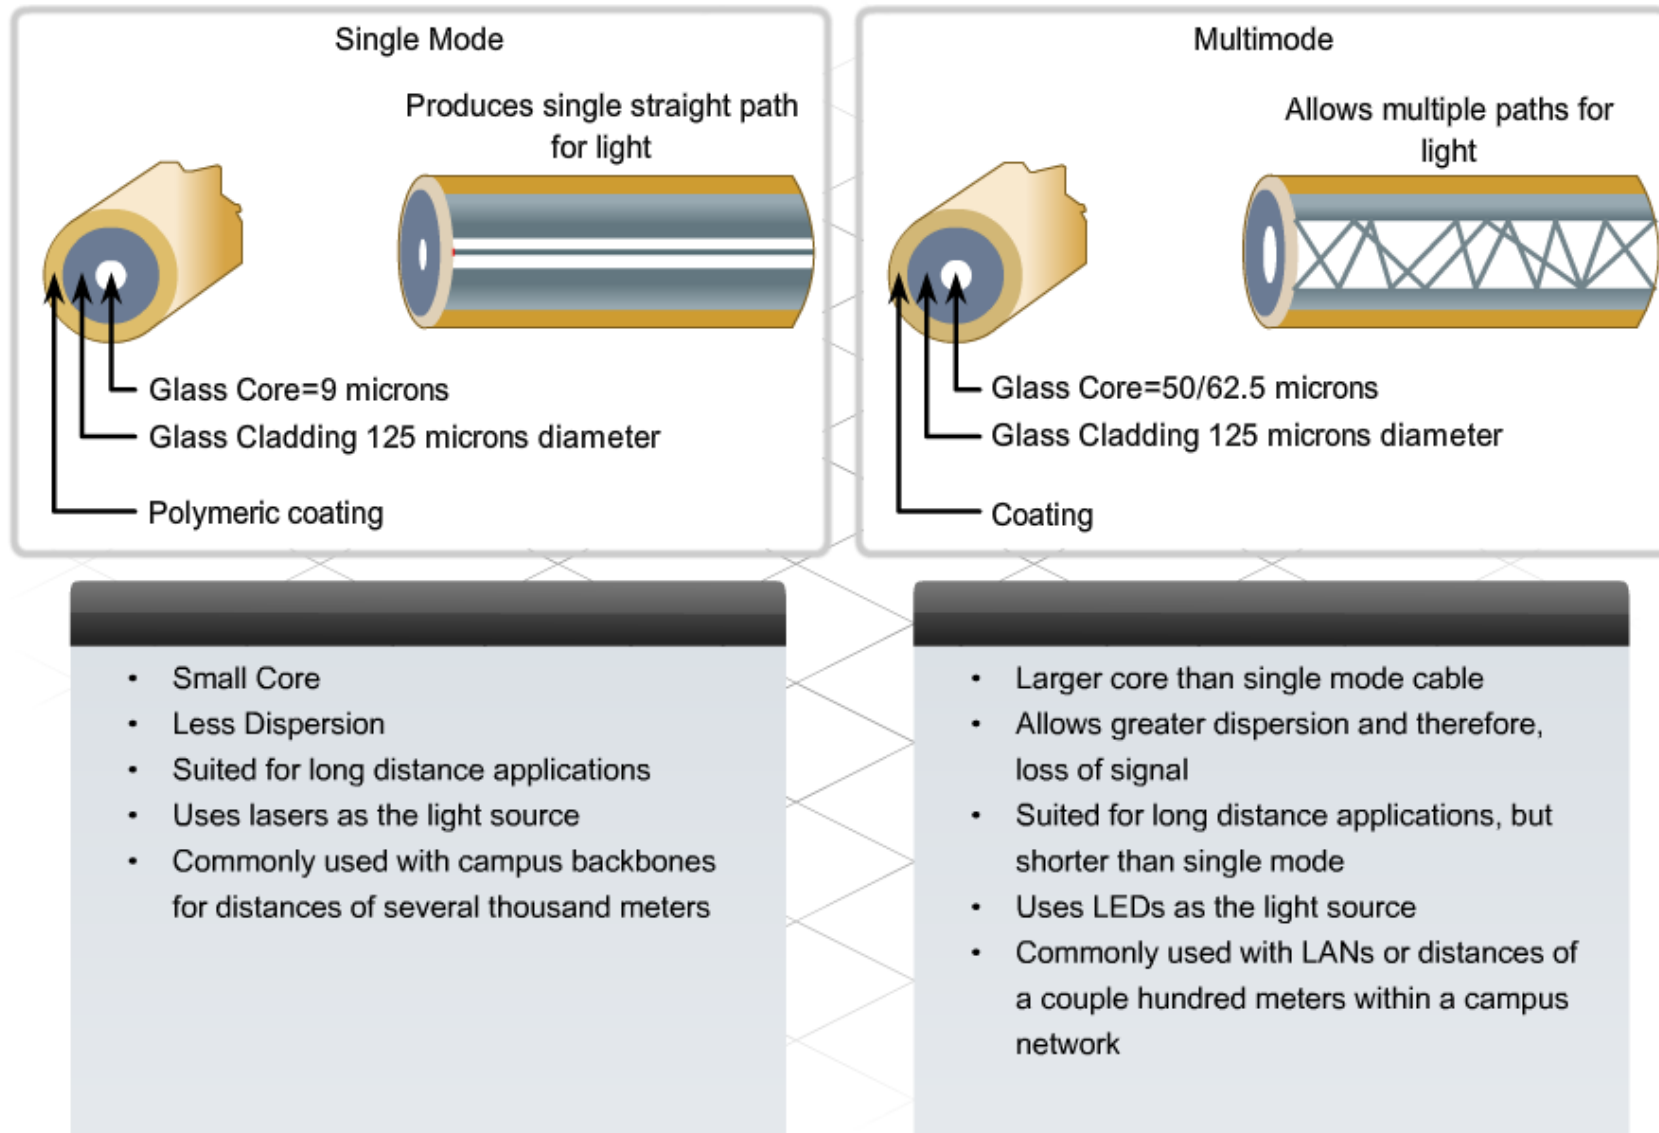 Single Mode
Produces single straight path
for light
Glass Core=9 microns
Glass Cladding 125 microns diameter
Polymeric coating
Multimode
Allows multiple paths for
light
Glass Core=50/62.5 microns
Glass Cladding 125 microns diameter
Coating
• Small Core
• Less Dispersion
• Suited for long distance applications
• Uses lasers as the light source
• Commonly used with campus backbones
for distances of several thousand meters
• Larger core than single mode cable
• Allows greater dispersion and therefore,
loss of signal
• Suited for long distance applications, but
shorter than single mode
• Uses LEDs as the light source
• Commonly used with LANs or distances of
a couple hundred meters within a campus
network